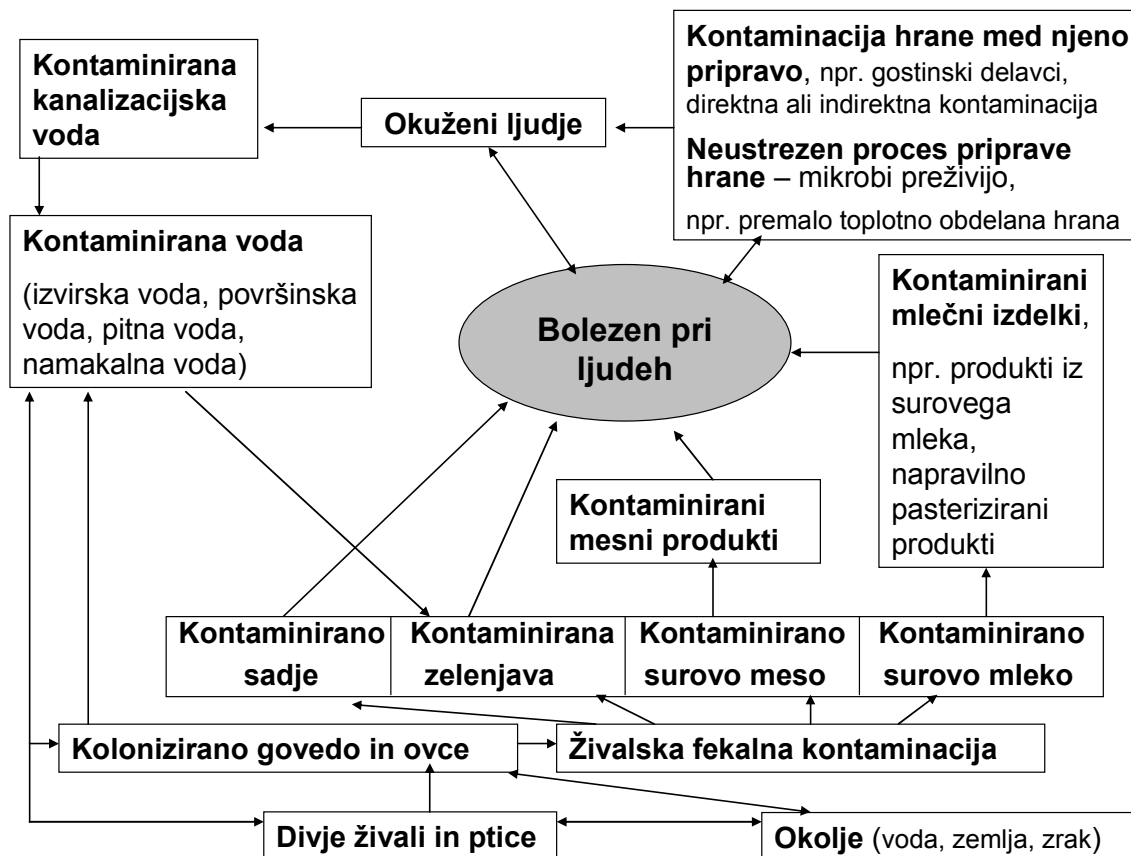 Kontaminirana
kanalizacijska
voda
Okuženi ljudje
Kontaminacija hrane med njeno
pripravo, npr. gostinski delavci,
direktna ali indirektna kontaminacija
Neustrezen proces priprave
hrane – mikrobi preživijo,
npr. premalo toplotno obdelana hrana
Kontaminirana voda
(izvirska voda, površinska
voda, pitna voda,
namakalna voda)
Bolezen pri
ljudeh
Kontaminirani
mlečni izdelki,
npr. produkti iz
surovega
mleka,
napravilno
pasterizirani
produkti
Kontaminirani
mesni produkti
Kontaminirano
sadje
Kontaminirana
zelenjava
Kontaminirano
surovo meso
Kontaminirano
surovo mleko
Kolonizirano govedo in ovce
Živalska fekalna kontaminacija
Divje živali in ptice
Okolje (voda, zemlja, zrak)